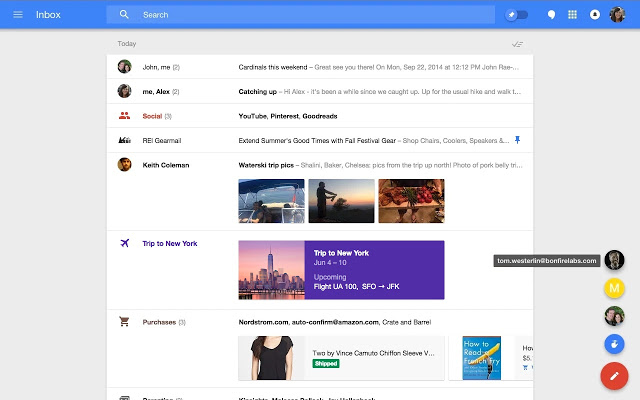 Inbox
Search
Today
John, me (2) Cardinals this weekend – Great see you there! On Mon, Sep 22, 2014 at 12:12 PM John Rae-...
me, Alex (2) Catching up – Hi Alex - it's been a while since we caught up. Up for the usual hike and walk t...
Social (3) YouTube, Pinterest, Goodreads
REI Gearmail Extend Summer's Good Times with Fall Festival Gear – Shop Chairs, Coolers, Speakers &...
Keith Coleman Waterski trip pics – Shalini, Baker, Chelsea: pics from the trip up north! Photo of pork belly tri...
Trip to New York
Trip to New York
Jun 4 – 10
Upcoming
Flight UA 100, SFO → JFK
tom.westerlin@bonfirelabs.com
M
Purchases (3) Nordstrom.com, auto-confirm@amazon.com, Crate and Barrel
Two by Vince Camuto Chiffon Sleeve V...
Shipped
How to
Read a
French Fry
How
$5.